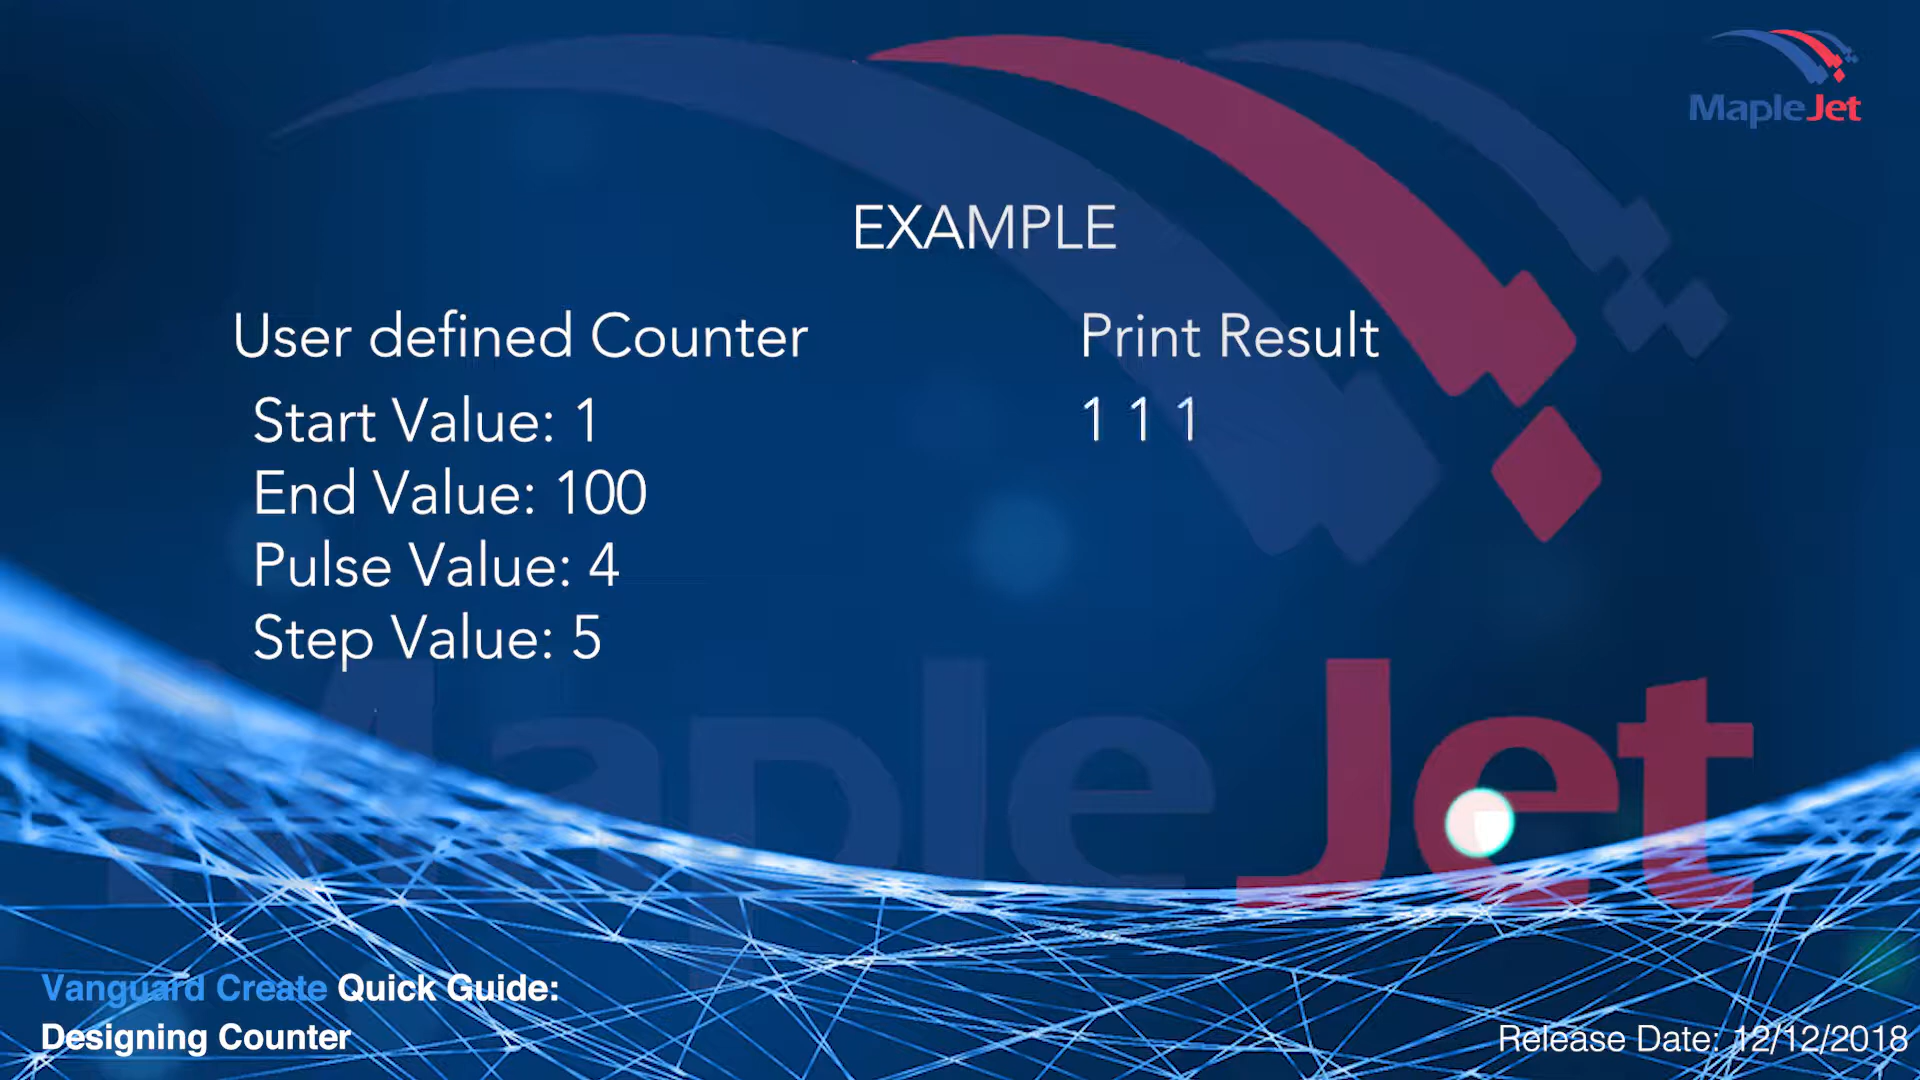 MapleJet
EXAMPLE
User defined Counter
Start Value: 1
End Value: 100
Pulse Value: 4
Step Value: 5
Print Result
1 1 1
MapleJet
Vanguard Create Quick Guide:
Designing Counter
Release Date: 12/12/2018